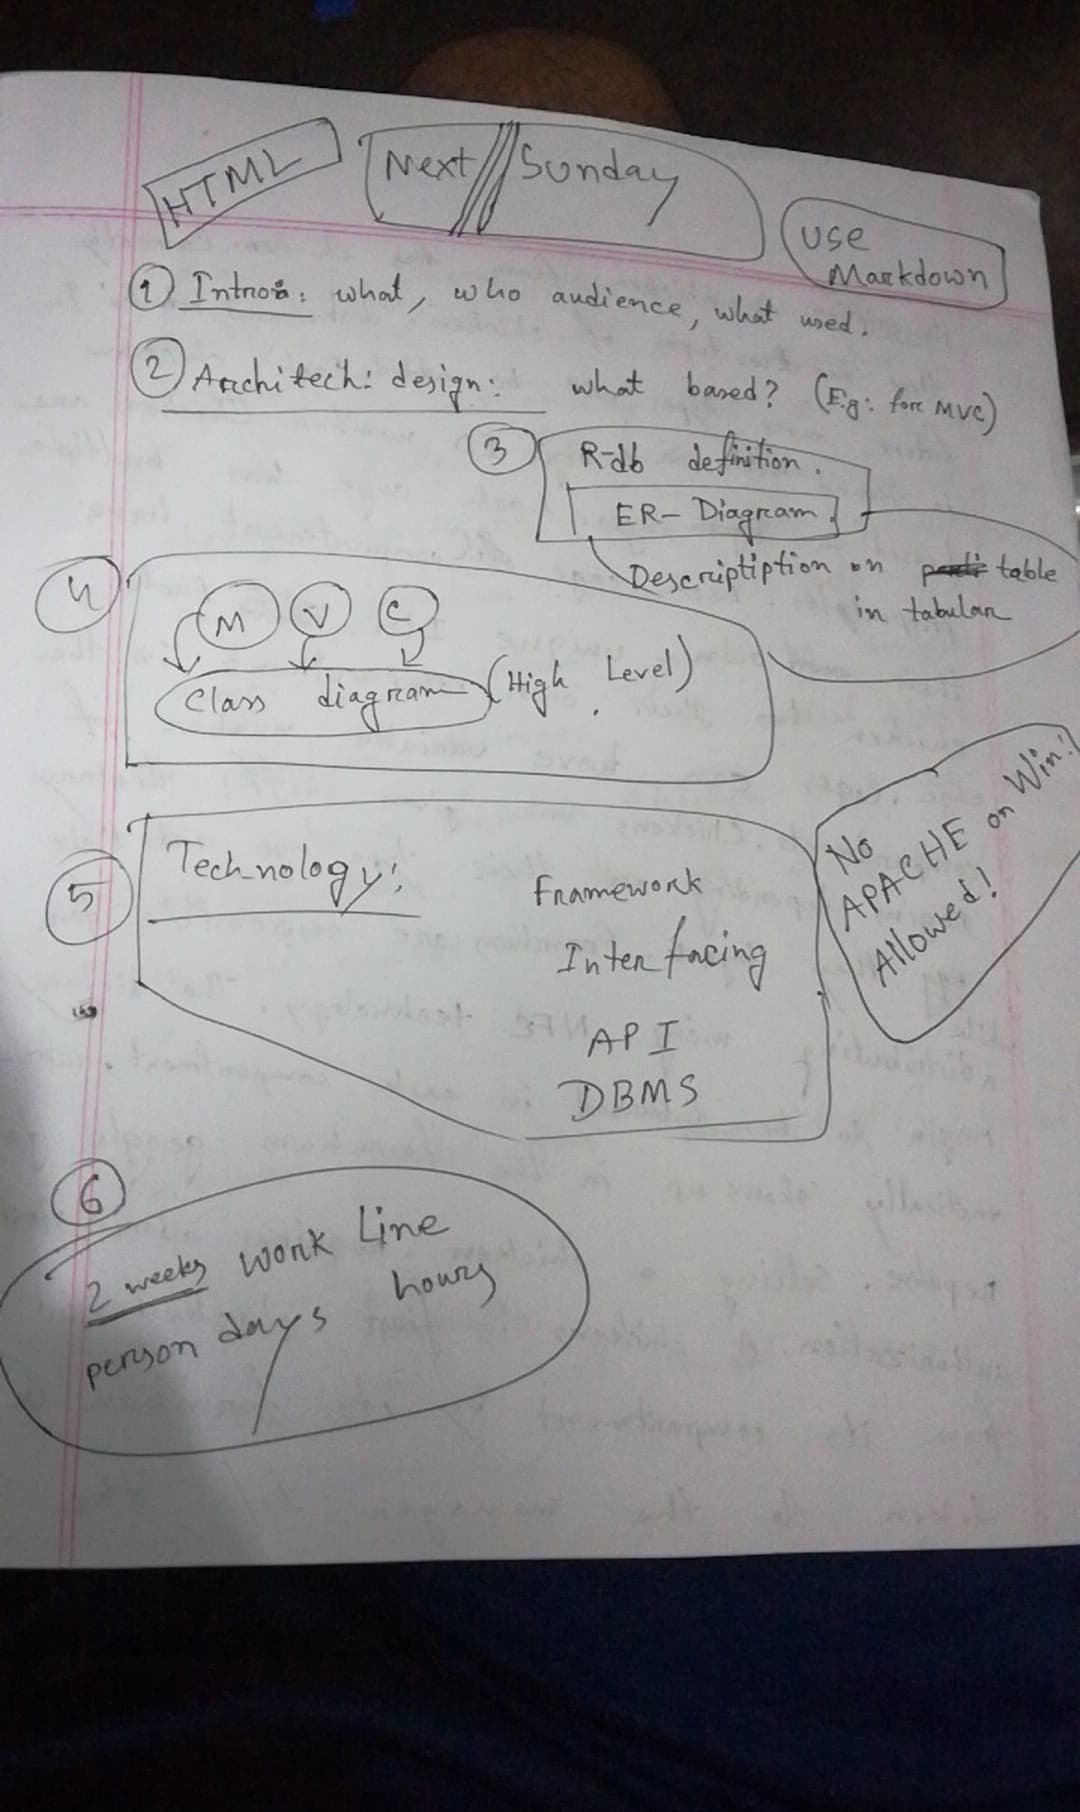 HTML
Next Sunday
use
Markdown
1 Intro: what, who audience, what used.
2 Architech: design: what based? (E.g: for MVC)
3 R-db definition.
ER- Diagram.
Descriptiption on table
in tabular
4
M V C
Class diagram (High Level)
No
APACHE on Win!
Allowed!
5 Technology:
Framework
Interfacing
API
DBMS
6
2 weeks work Line
person days / hours